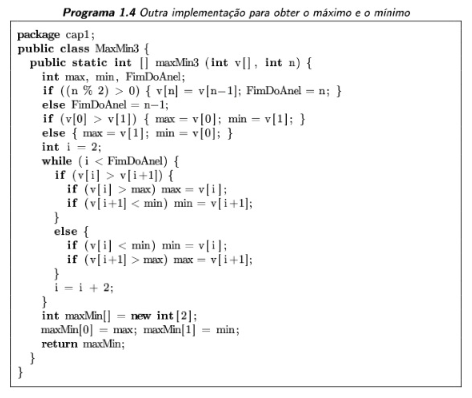 Programa 1.4 Outra implementação para obter o máximo e o mínimo
package cap1;
public class MaxMin3 {
public static int [] maxMin3 (int v[], int n) {
int max, min, FimDoAnel;
if ((n % 2) > 0) { v[n] = v[n-1]; FimDoAnel = n; }
else FimDoAnel = n-1;
if (v[0] > v[1]) { max = v[0]; min = v[1]; }
else { max = v[1]; min = v[0]; }
int i = 2;
while (i < FimDoAnel) {
if (v[i] > v[i+1]) {
if (v[i] > max) max = v[i];
if (v[i+1] < min) min = v[i+1];
}
else {
if (v[i] < min) min = v[i];
if (v[i+1] > max) max = v[i+1];
}
i = i + 2;
}
int maxMin[] = new int[2];
maxMin[0] = max; maxMin[1] = min;
return maxMin;
}
}